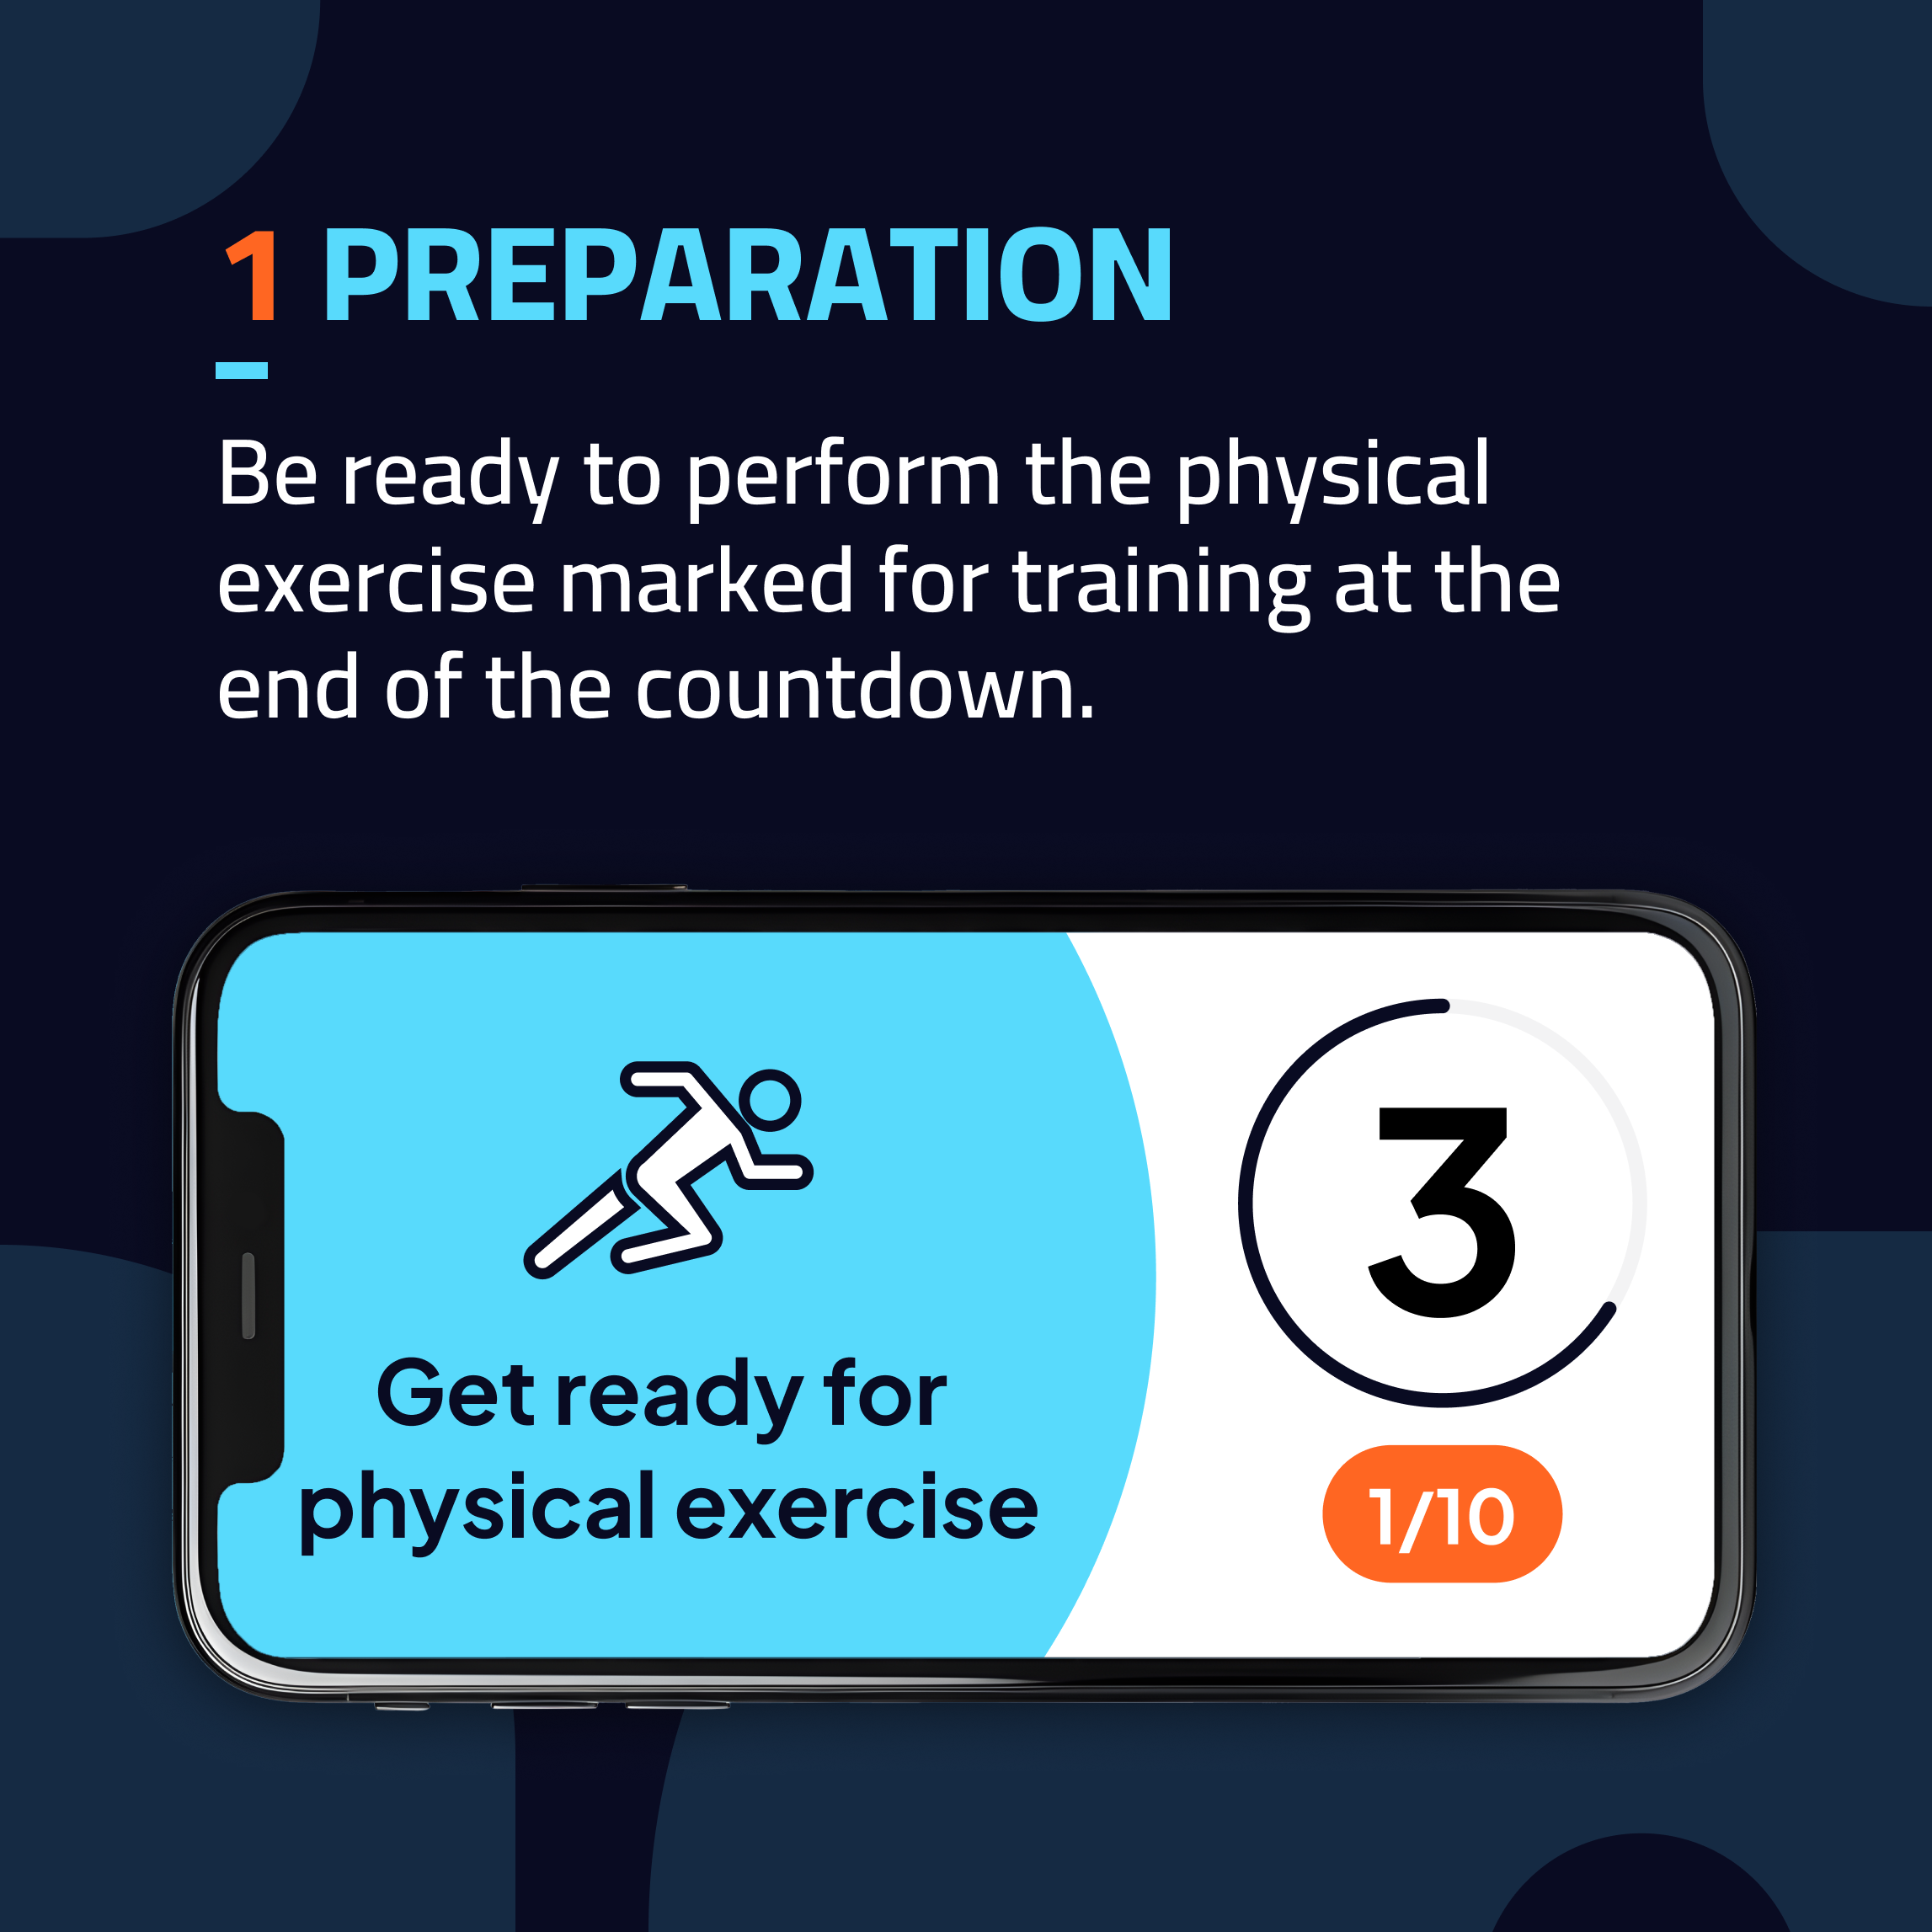 1 PREPARATION
Be ready to perform the physical
exercise marked for training at the
end of the countdown.
Get ready for
physical exercise
3
1/10